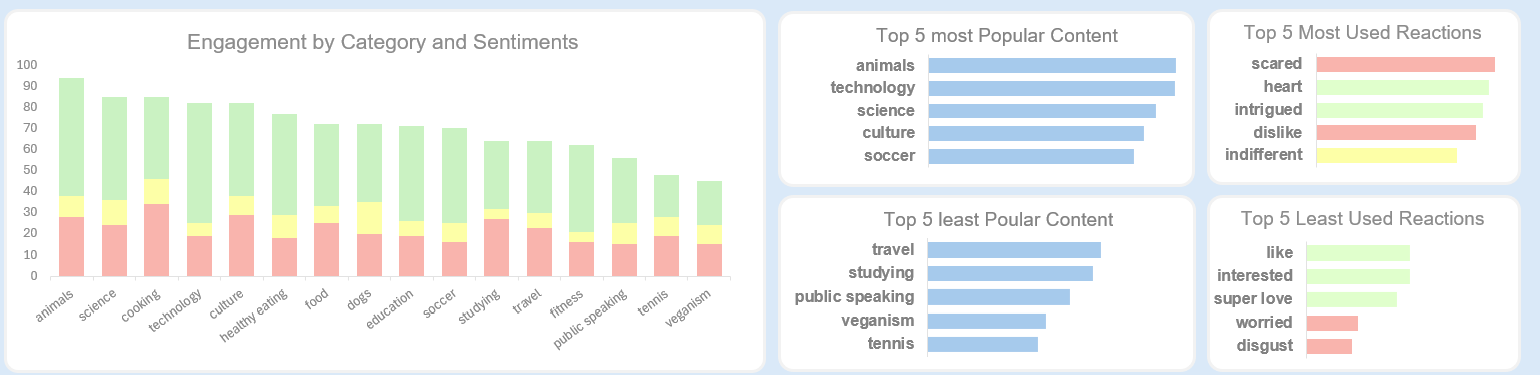 Engagement by Category and Sentiments
100
90
80
70
60
50
40
30
20
10
0
animals
science
cooking
technology
culture
healthy eating
food
dogs
education
soccer
studying
travel
fitness
public speaking
tennis
veganism
Top 5 most Popular Content
animals
technology
science
culture
soccer
Top 5 Most Used Reactions
scared
heart
intrigued
dislike
indifferent
Top 5 least Poular Content
travel
studying
public speaking
veganism
tennis
Top 5 Least Used Reactions
like
interested
super love
worried
disgust